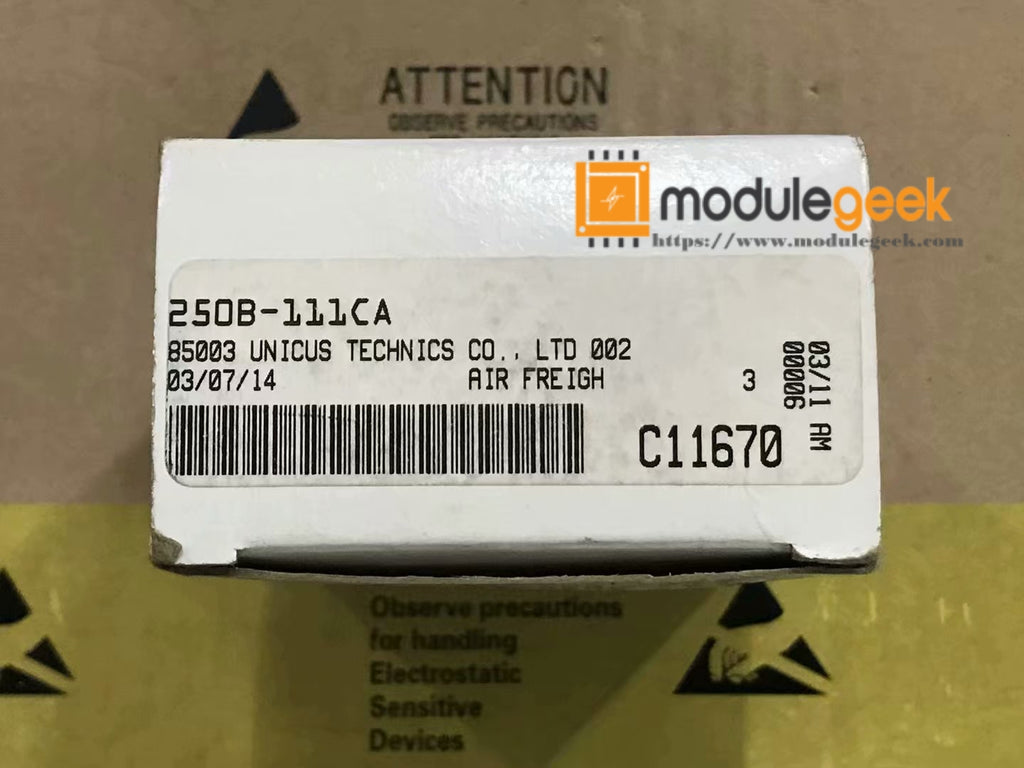 ATTENTION
OBSERVE PRECAUTIONS
modulegeek
https://www.modulegeek.com
250B-111CA
85003 UNICUS TECHNICS CO., LTD 002
03/07/14 AIR FREIGH 3
C11670
03/11 AM
00006
Observe precautions
for handling
Electrostatic
Sensitive
Devices